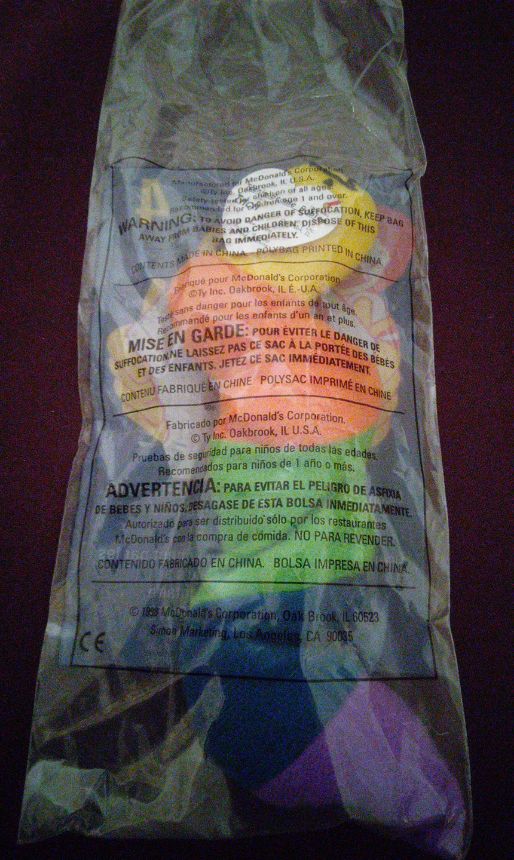 Manufactured for McDonald's Corporation
©Ty Inc. Oakbrook, IL U.S.A.
Safety tested for children of all ages
recommended for children age 1 and over.
WARNING: TO AVOID DANGER OF SUFFOCATION, KEEP BAG
AWAY FROM BABIES AND CHILDREN. DISPOSE OF THIS
BAG IMMEDIATELY.
CONTENTS MADE IN CHINA POLYBAG PRINTED IN CHINA
Fabriqué pour McDonald's Corporation
©Ty Inc. Oakbrook, IL É.-U.A.
Testé sans danger pour les enfants de tout âge.
Recommandé pour les enfants d'un an et plus.
MISE EN GARDE: POUR ÉVITER LE DANGER DE
SUFFOCATION NE LAISSEZ PAS CE SAC À LA PORTÉE DES BÉBÉS
ET DES ENFANTS. JETEZ CE SAC IMMÉDIATEMENT.
CONTENU FABRIQUÉ EN CHINE POLYSAC IMPRIMÉ EN CHINE
Fabricado por McDonald's Corporation.
© Ty Inc. Oakbrook, IL U.S.A.
Pruebas de seguridad para niños de todas las edades.
Recomendados para niños de 1 año o más.
ADVERTENCIA: PARA EVITAR EL PELIGRO DE ASFIXIA
DE BEBES Y NIÑOS, DESAGASE DE ESTA BOLSA INMEDIATAMENTE.
Autorizado para ser distribuido sólo por los restaurantes
McDonald's con la compra de comida. NO PARA REVENDER.
CONTENIDO FABRICADO EN CHINA. BOLSA IMPRESA EN CHINA.
© 1998 McDonald's Corporation, Oak Brook, IL 60523
Simon Marketing, Los Angeles, CA 90035
CE